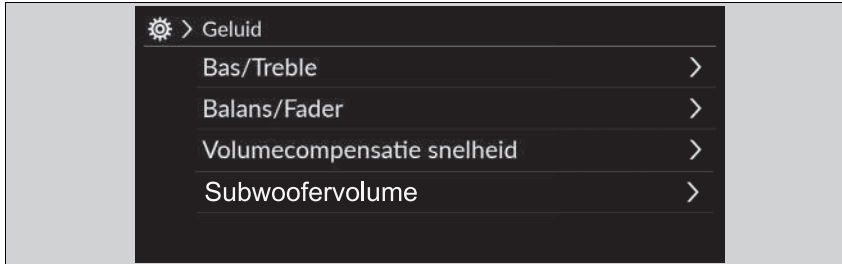 Geluid
Bas/Treble
Balans/Fader
Volumecompensatie snelheid
Subwoofervolume